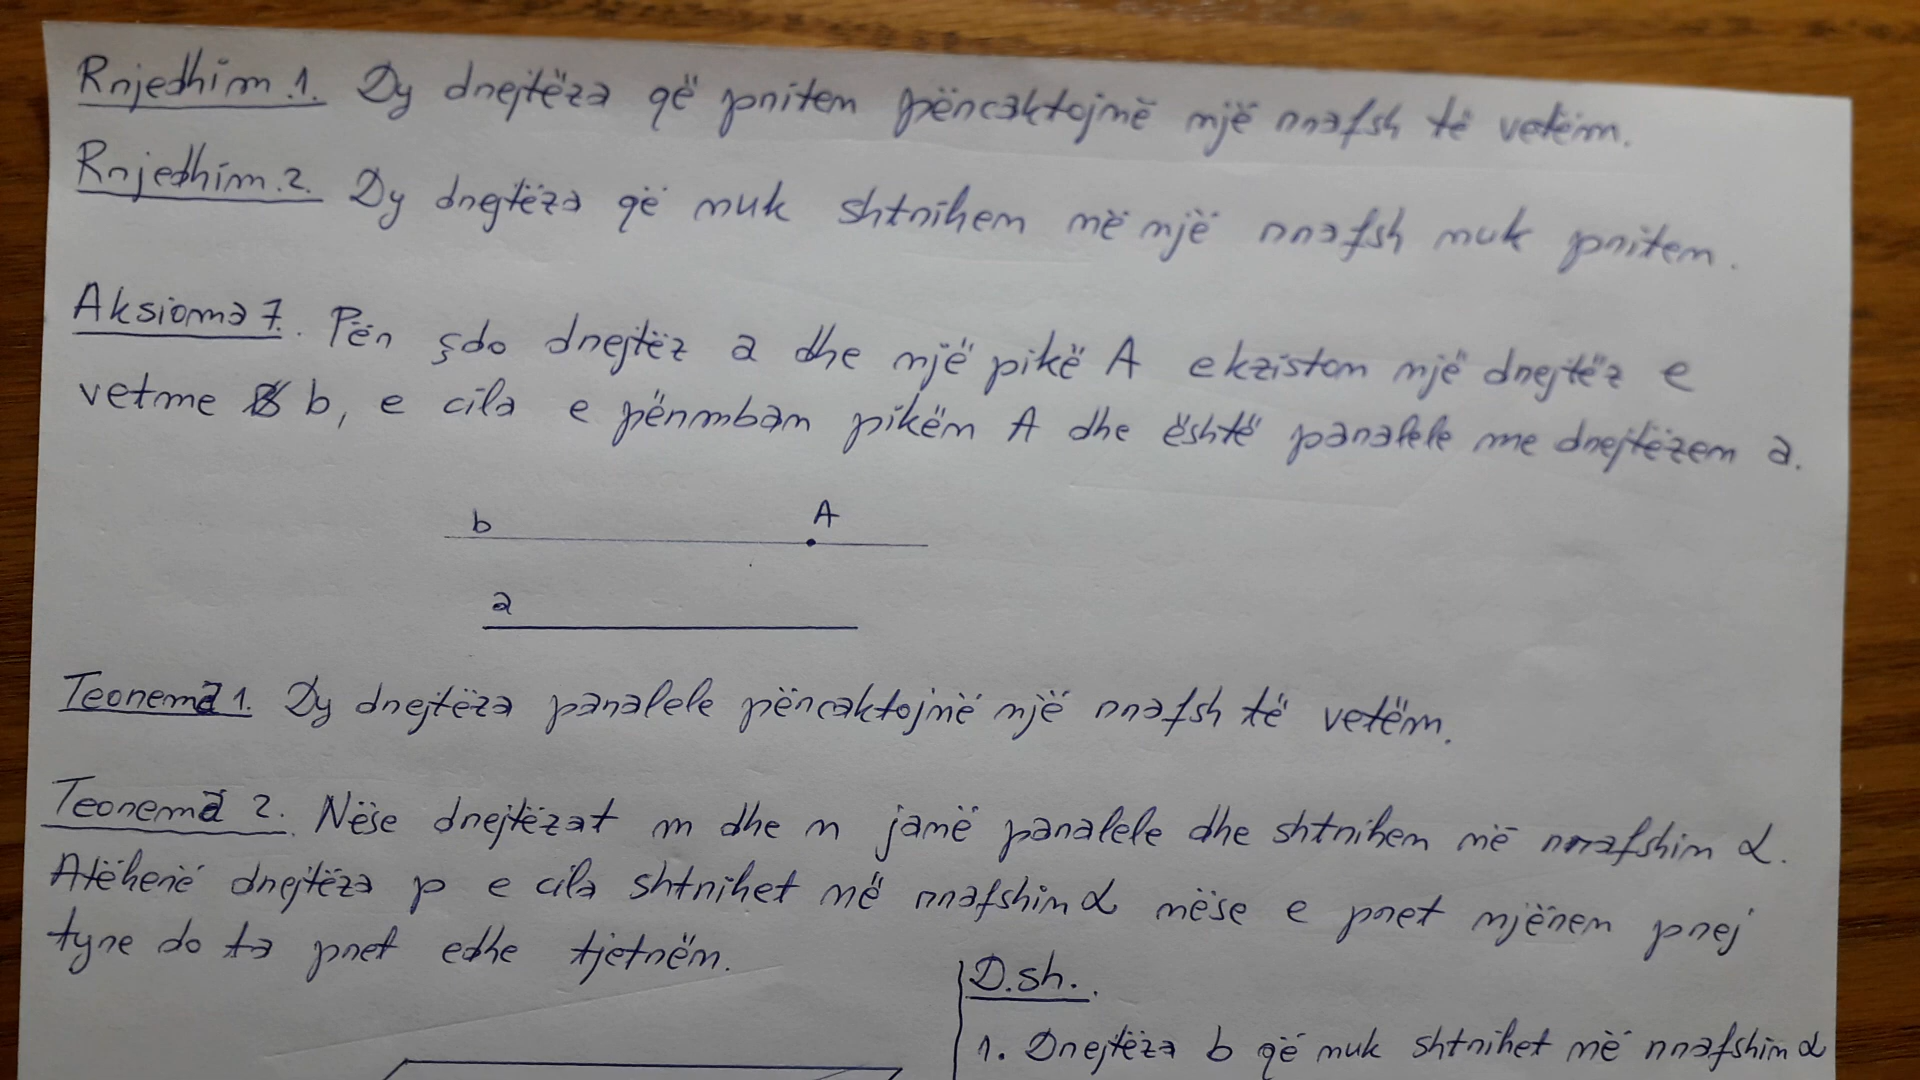 Rrjedhim 1. Dy drejtëza që priten përcaktojnë një rrafsh të vetëm.
Rrjedhim 2. Dy drejtëza që nuk shtrihen në një rrafsh nuk priten.
Aksioma 7. Për çdo drejtëz a dhe një pikë A ekziston një drejtëz e
vetme b, e cila e përmban pikën A dhe është paralele me drejtëzen a.
b A
a
Teorema 1. Dy drejtëza paralele përcaktojnë një rrafsh të vetëm.
Teorema 2. Nëse drejtëzat m dhe n janë paralele dhe shtrihen në rrafshin α.
Atëherë drejtëza p e cila shtrihet në rrafshin α nëse e pret njëren prej
tyne do ta pret edhe tjetrën.
D.sh.
1. Drejtëza b që nuk shtrihet në rrafshin α